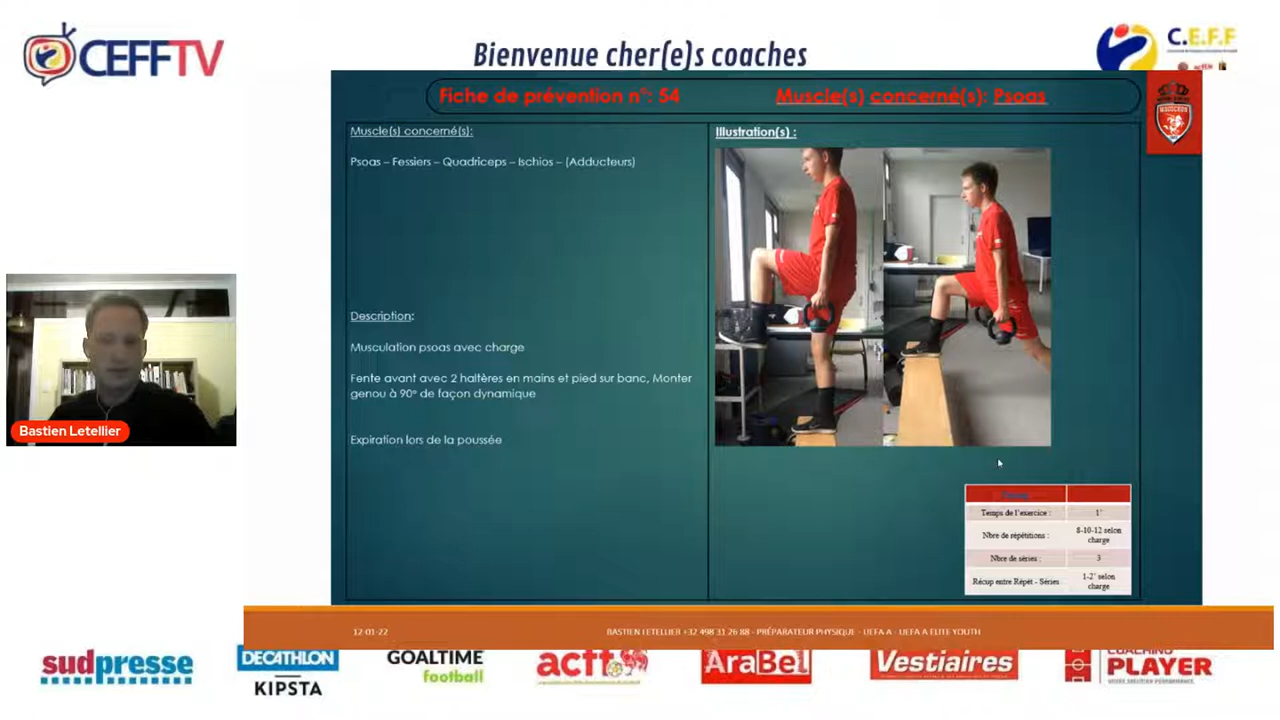 CEFFTV
Bienvenue cher(e)s coaches
C.E.F.F
Fiche de prévention n°: 54
Muscle(s) concerné(s): Psoas
Muscle(s) concerné(s):
Psoas – Fessiers – Quadriceps – Ischios – (Adducteurs)
Illustration(s) :
Description:
Musculation psoas avec charge
Fente avant avec 2 haltères en mains et pied sur banc, Monter
genou à 90° de façon dynamique
Expiration lors de la poussée
Bastien Letellier
Temps de l'exercice : 1'
Nbre de répétitions : 8-10-12 selon
charge
Nbre de séries : 3
Récup entre Répét - Séries 1-2' selon
charge
12-01-22
BASTIEN LETELLIER +32 498 31 26 88 - PRÉPARATEUR PHYSIQUE - UEFA A - UEFA A ELITE YOUTH
sudpresse
DECATHLON
KIPSTA
GOALTIME
football
actf
AraBel
Vestiaires
PLAYER